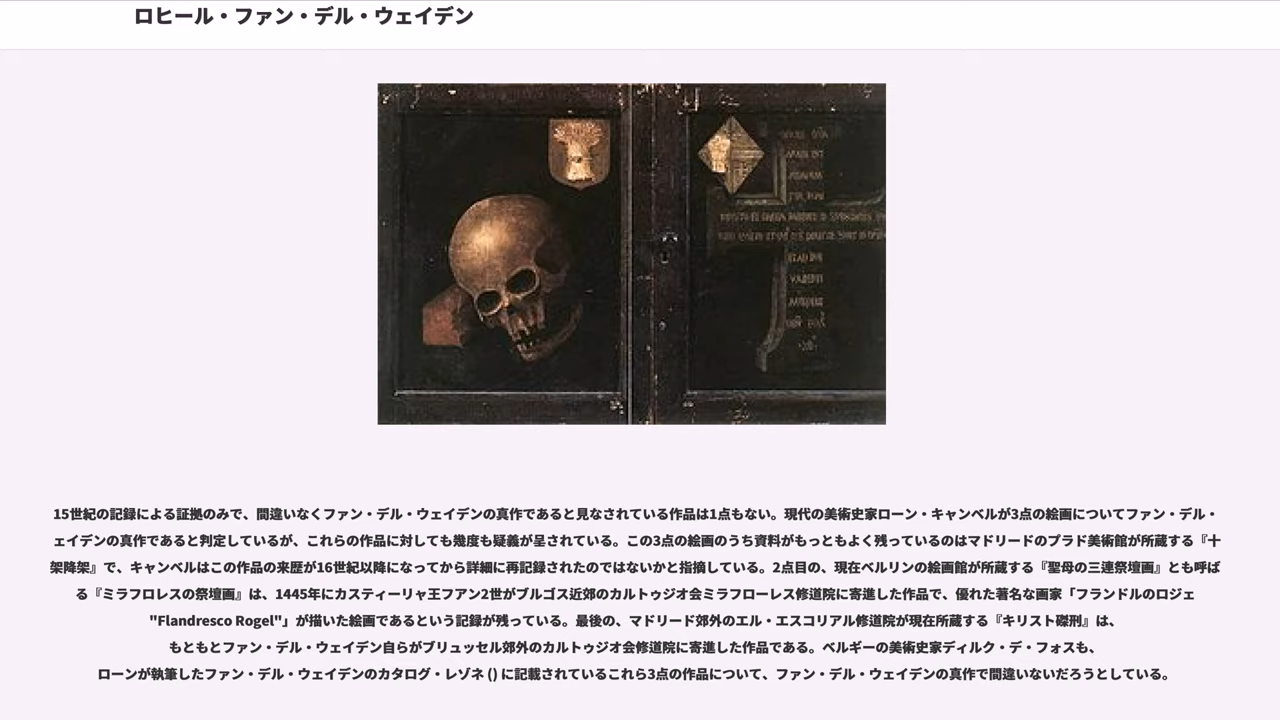 ロヒール・ファン・デル・ウェイデン
15世紀の記録による証拠のみで、間違いなくファン・デル・ウェイデンの真作であると見なされている作品は1点もない。現代の美術史家ローン・キャンベルが3点の絵画についてファン・デル・
ェイデンの真作であると判定しているが、これらの作品に対しても幾度も疑義が呈されている。この3点の絵画のうち資料がもっともよく残っているのはマドリードのプラド美術館が所蔵する『十
架降架』で、キャンベルはこの作品の来歴が16世紀以降になってから詳細に再記録されたのではないかと指摘している。2点目の、現在ベルリンの絵画館が所蔵する『聖母の三連祭壇画』とも呼ば
る『ミラフロレスの祭壇画』は、1445年にカスティーリャ王フアン2世がブルゴス近郊のカルトゥジオ会ミラフローレス修道院に寄進した作品で、優れた著名な画家「フランドルのロジェ
"Flandresco Rogel"」が描いた絵画であるという記録が残っている。最後の、マドリード郊外のエル・エスコリアル修道院が現在所蔵する『キリスト磔刑』は、
もともとファン・デル・ウェイデン自らがブリュッセル郊外のカルトゥジオ会修道院に寄進した作品である。ベルギーの美術史家ディルク・デ・フォスも、
ローンが執筆したファン・デル・ウェイデンのカタログ・レゾネ () に記載されているこれら3点の作品について、ファン・デル・ウェイデンの真作で間違いないだろうとしている。